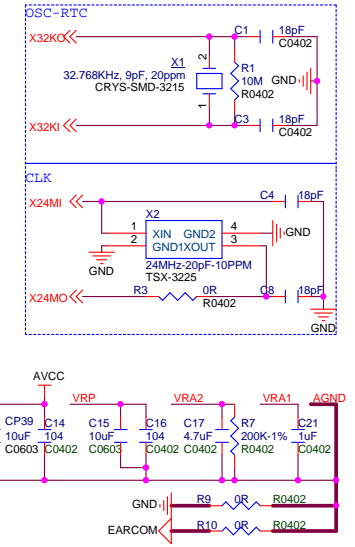 OSC-RTC
X32KO
C1 18pF
C0402
X1
2
32.768KHz, 9pF, 20ppm
CRYS-SMD-3215
1
R1
10M
R0402
GND
X32KI
C3 18pF
C0402
CLK
X24MI
C4 18pF
X2
1 XIN GND2 4
2 GND1XOUT 3
GND
GND
24MHz-20pF-10PPM
TSX-3225
X24MO
R3 0R
R0402
C8 18pF
GND
AVCC
VRP
VRA2
VRA1
AGND
CP39
10uF
C0603
C14
104
C0402
C15
10uF
C0603
C16
104
C0402
C17
4.7uF
C0402
R7
200K-1%
R0402
C21
1uF
C0402
GND
R9 0R R0402
EARCOM
R10 0R R0402